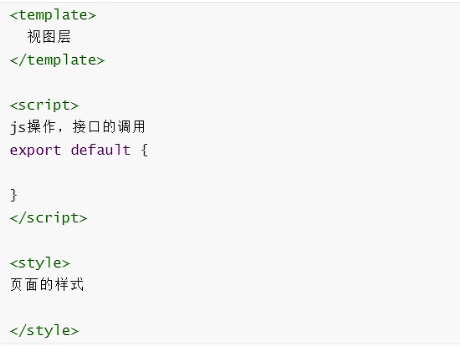 <template>
视图层
</template>
<script>
js操作，接口的调用
export default {
}
</script>
<style>
页面的样式
</style>